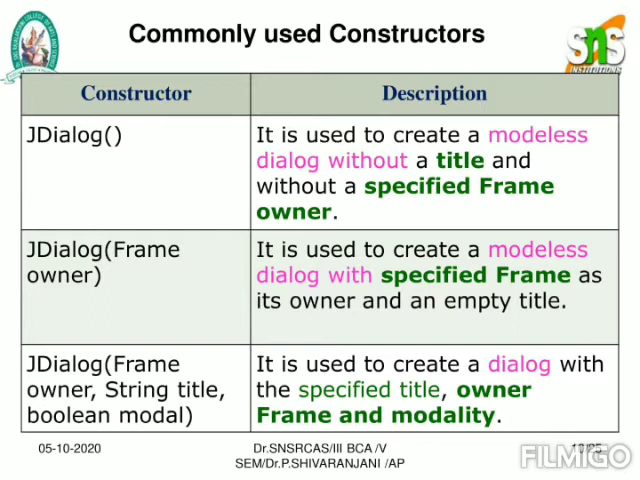 Commonly used Constructors
SNS
INSTITUTIONS
Constructor
Description
JDialog()
It is used to create a modeless
dialog without a title and
without a specified Frame
owner.
JDialog(Frame
owner)
It is used to create a modeless
dialog with specified Frame as
its owner and an empty title.
JDialog(Frame
owner, String title,
boolean modal)
It is used to create a dialog with
the specified title, owner
Frame and modality.
05-10-2020
Dr.SNSRCAS/III BCA /V
SEM/Dr.P.SHIVARANJANI /AP
FILMIGO